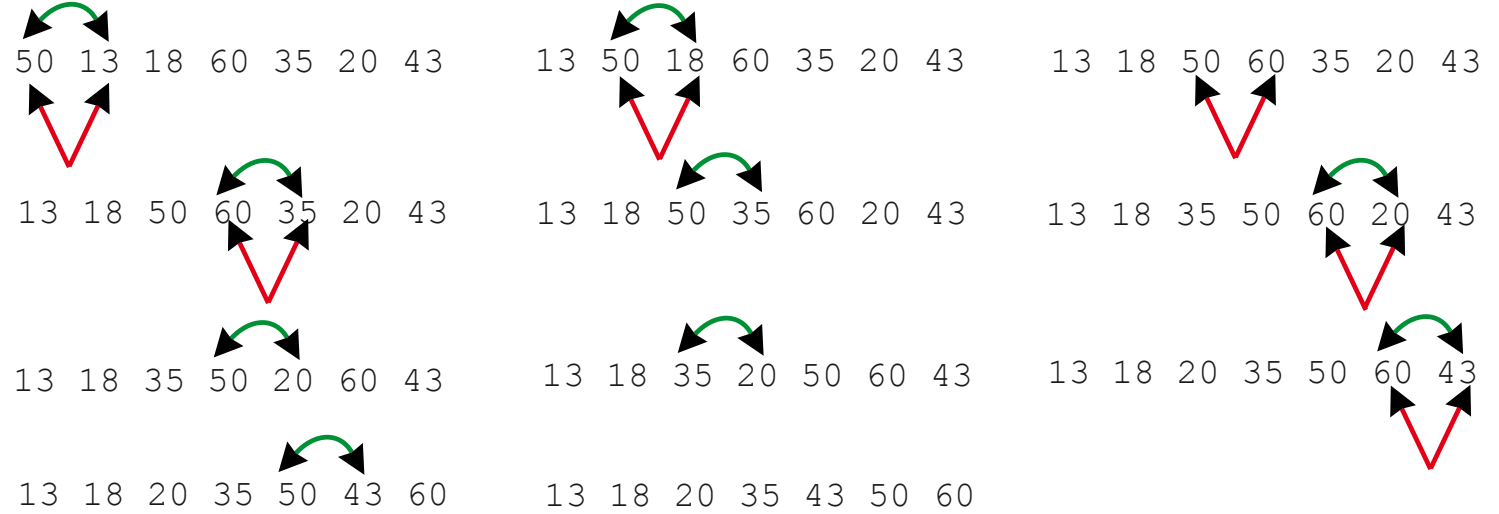 50 13 18 60 35 20 43
13 50 18 60 35 20 43
13 18 50 60 35 20 43
13 18 50 60 35 20 43
13 18 50 35 60 20 43
13 18 35 50 60 20 43
13 18 35 50 20 60 43
13 18 35 20 50 60 43
13 18 20 35 50 60 43
13 18 20 35 50 43 60
13 18 20 35 43 50 60